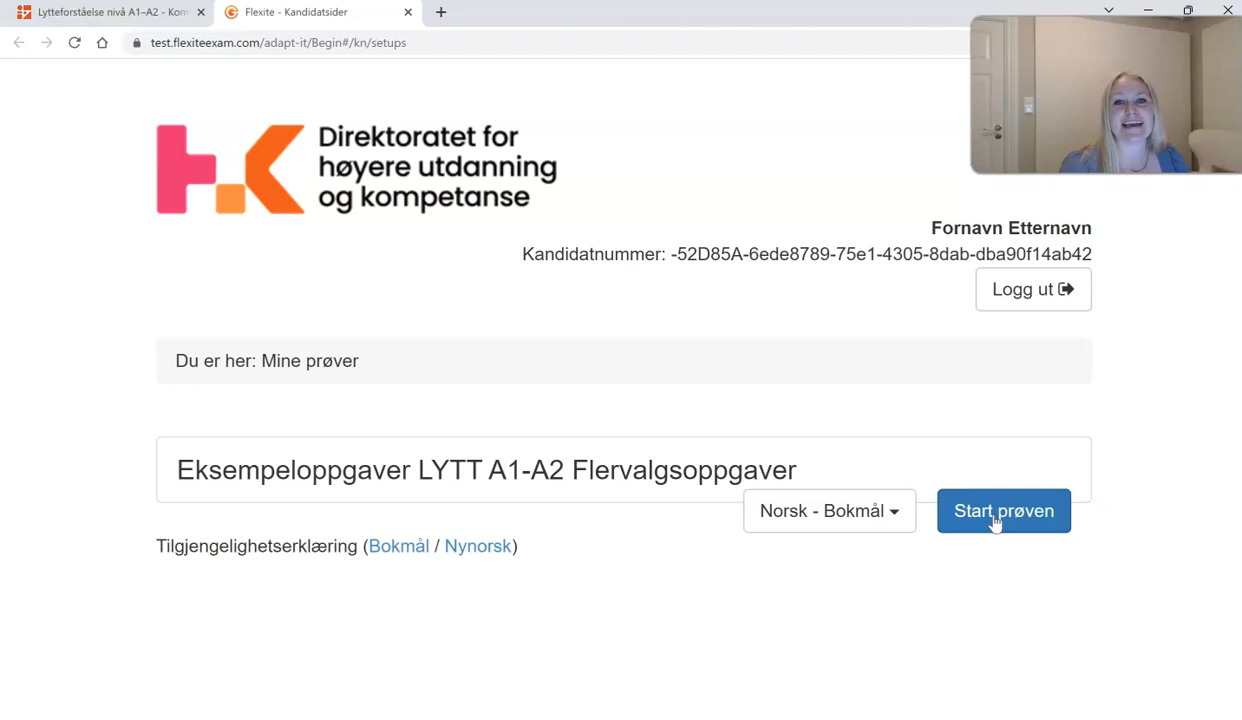 Lytteforståelse nivå A1–A2 - Kom
Flexite - Kandidatsider
test.flexiteexam.com/adapt-it/Begin#/kn/setups
Direktoratet for
høyere utdanning
og kompetanse
Fornavn Etternavn
Kandidatnummer: -52D85A-6ede8789-75e1-4305-8dab-dba90f14ab42
Logg ut
Du er her: Mine prøver
Eksempeloppgaver LYTT A1-A2 Flervalgsoppgaver
Norsk - Bokmål
Start prøven
Tilgjengelighetserklæring (Bokmål / Nynorsk)